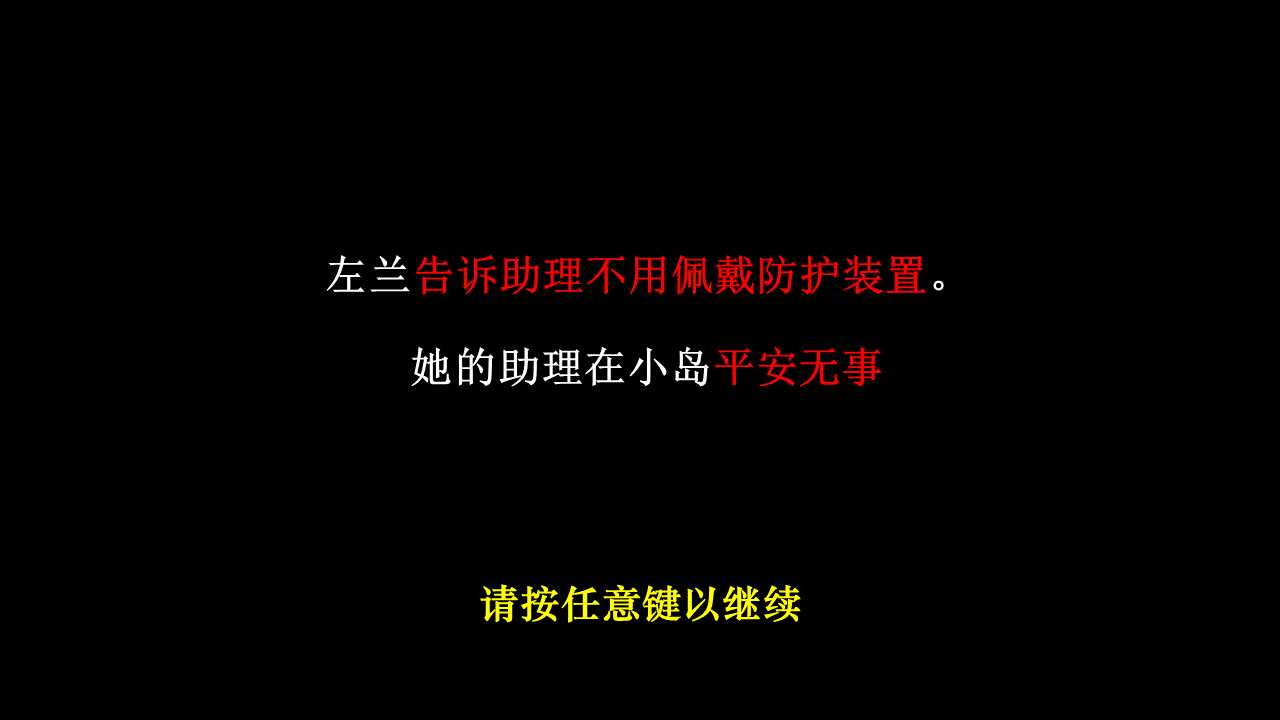 左兰告诉助理不用佩戴防护装置。
她的助理在小岛平安无事
请按任意键以继续